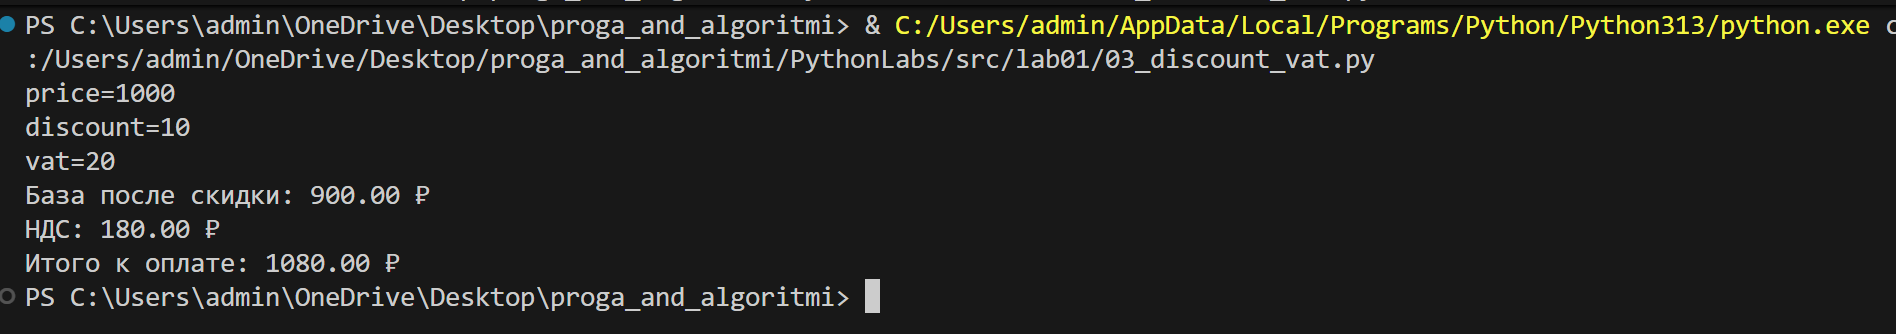 PS C:\Users\admin\OneDrive\Desktop\proga_and_algoritmi> & C:/Users/admin/AppData/Local/Programs/Python/Python313/python.exe c
:/Users/admin/OneDrive/Desktop/proga_and_algoritmi/PythonLabs/src/lab01/03_discount_vat.py
price=1000
discount=10
vat=20
База после скидки: 900.00 ₽
НДС: 180.00 ₽
Итого к оплате: 1080.00 ₽
PS C:\Users\admin\OneDrive\Desktop\proga_and_algoritmi>